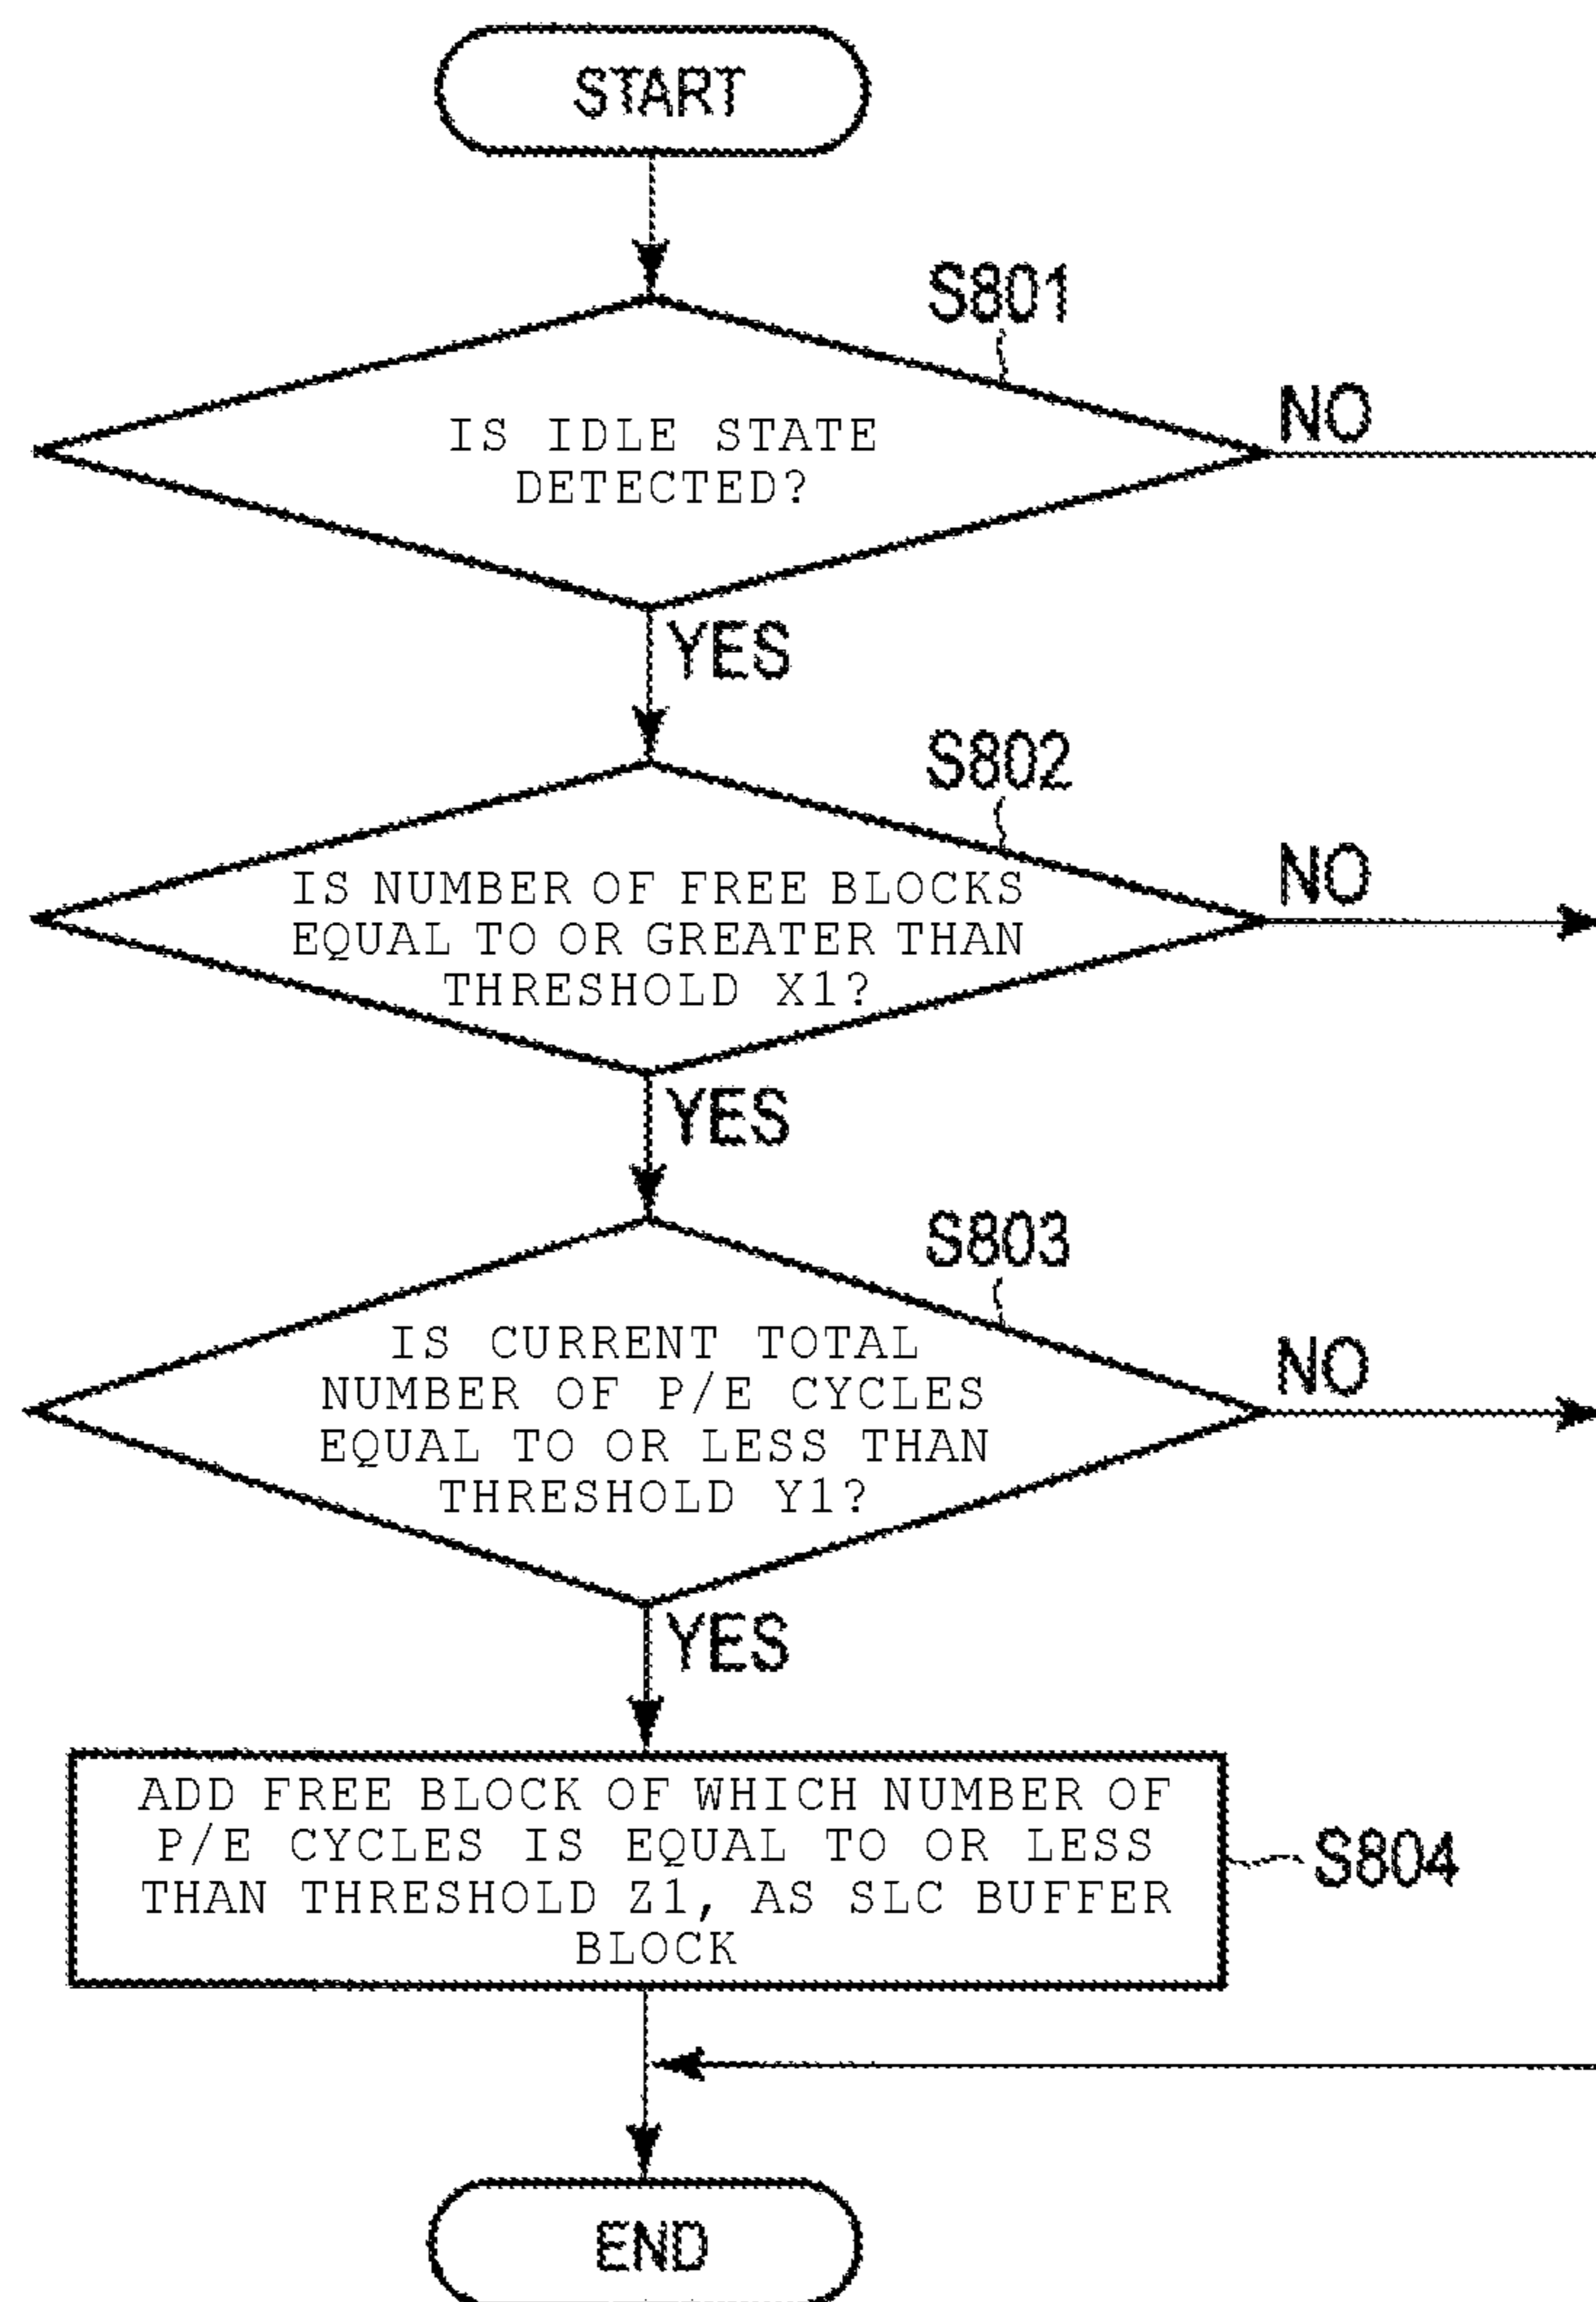 START
S801
IS IDLE STATE
DETECTED?
NO
YES
S802
IS NUMBER OF FREE BLOCKS
EQUAL TO OR GREATER THAN
THRESHOLD X1?
NO
YES
S803
IS CURRENT TOTAL
NUMBER OF P/E CYCLES
EQUAL TO OR LESS THAN
THRESHOLD Y1?
NO
YES
ADD FREE BLOCK OF WHICH NUMBER OF
P/E CYCLES IS EQUAL TO OR LESS
THAN THRESHOLD Z1, AS SLC BUFFER
BLOCK
S804
END